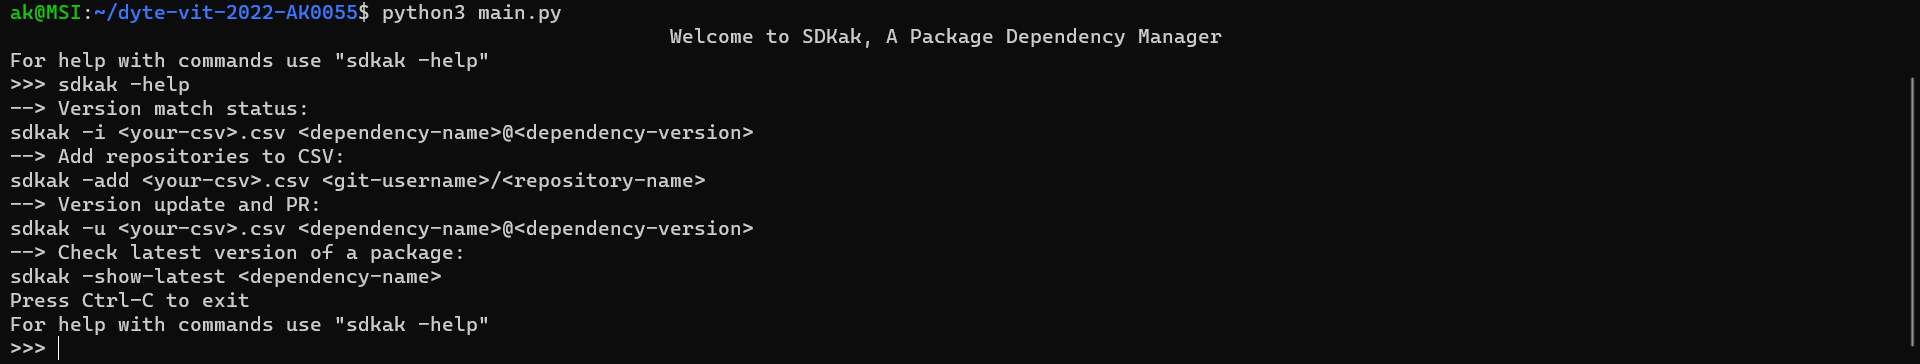 ak@MSI:~/dyte-vit-2022-AK0055$ python3 main.py
Welcome to SDKak, A Package Dependency Manager
For help with commands use "sdkak -help"
>>> sdkak -help
--> Version match status:
sdkak -i <your-csv>.csv <dependency-name>@<dependency-version>
--> Add repositories to CSV:
sdkak -add <your-csv>.csv <git-username>/<repository-name>
--> Version update and PR:
sdkak -u <your-csv>.csv <dependency-name>@<dependency-version>
--> Check latest version of a package:
sdkak -show-latest <dependency-name>
Press Ctrl-C to exit
For help with commands use "sdkak -help"
>>>